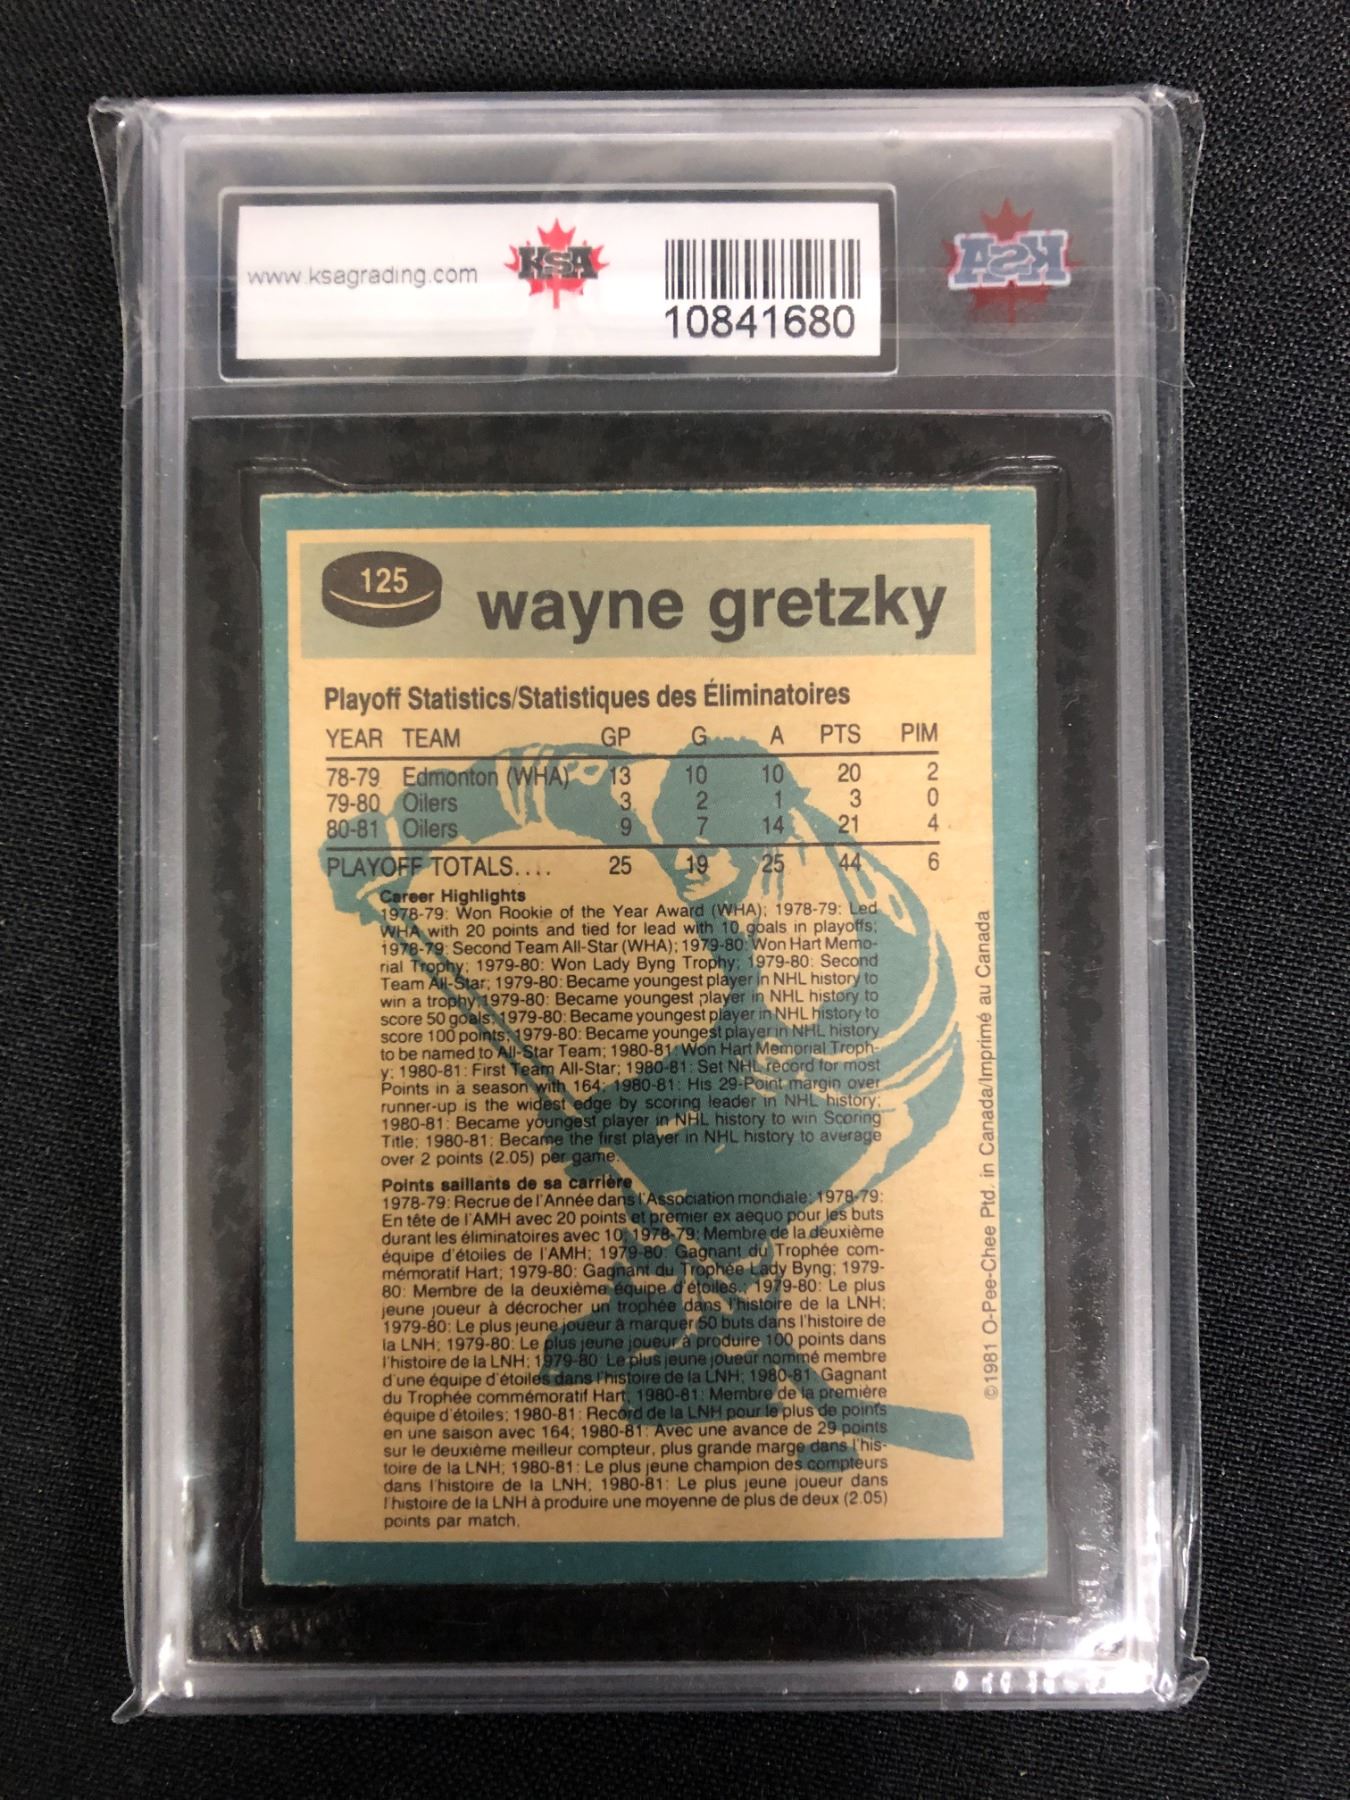 www.ksagrading.com
KSA
10841680
KSA
125
wayne gretzky
Playoff Statistics/Statistiques des Éliminatoires
YEAR TEAM GP G A PTS PIM
78-79 Edmonton (WHA) 13 10 10 20 2
79-80 Oilers 3 2 1 3 0
80-81 Oilers 9 7 14 21 4
PLAYOFF TOTALS.... 25 19 25 44 6
Career Highlights
1978-79: Won Rookie of the Year Award (WHA); 1978-79: Led
WHA with 20 points and tied for lead with 10 goals in playoffs;
1978-79: Second Team All-Star (WHA); 1979-80: Won Hart Memo-
rial Trophy; 1979-80: Won Lady Byng Trophy; 1979-80: Second
Team All-Star; 1979-80: Became youngest player in NHL history to
win a trophy; 1979-80: Became youngest player in NHL history to
score 50 goals; 1979-80: Became youngest player in NHL history to
score 100 points; 1979-80: Became youngest player in NHL history
to be named to All-Star Team; 1980-81: Won Hart Memorial Troph-
y; 1980-81: First Team All-Star; 1980-81: Set NHL record for most
Points in a season with 164; 1980-81: His 29-Point margin over
runner-up is the widest edge by scoring leader in NHL history;
1980-81: Became youngest player in NHL history to win Scoring
Title; 1980-81: Became the first player in NHL history to average
over 2 points (2.05) per game.
Points saillants de sa carrière
1978-79: Recrue de l'Année dans l'Association mondiale; 1978-79:
En tête de l'AMH avec 20 points et premier ex aequo pour les buts
durant les éliminatoires avec 10; 1978-79: Membre de la deuxième
équipe d'étoiles de l'AMH; 1979-80: Gagnant du Trophée com-
mémoratif Hart; 1979-80: Gagnant du Trophée Lady Byng; 1979-
80: Membre de la deuxième équipe d'étoiles; 1979-80: Le plus
jeune joueur à décrocher un trophée dans l'histoire de la LNH;
1979-80: Le plus jeune joueur à marquer 50 buts dans l'histoire de
la LNH; 1979-80: Le plus jeune joueur à produire 100 points dans
l'histoire de la LNH; 1979-80: Le plus jeune joueur nommé membre
d'une équipe d'étoiles dans l'histoire de la LNH; 1980-81: Gagnant
du Trophée commémoratif Hart; 1980-81: Membre de la première
équipe d'étoiles; 1980-81: Record de la LNH pour le plus de points
en une saison avec 164; 1980-81: Avec une avance de 29 points
sur le deuxième meilleur compteur, plus grande marge dans l'his-
toire de la LNH; 1980-81: Le plus jeune champion des compteurs
dans l'histoire de la LNH; 1980-81: Le plus jeune joueur dans
l'histoire de la LNH à produire une moyenne de plus de deux (2.05)
points par match.
©1981 O-Pee-Chee Ptd. in Canada/Imprimé au Canada